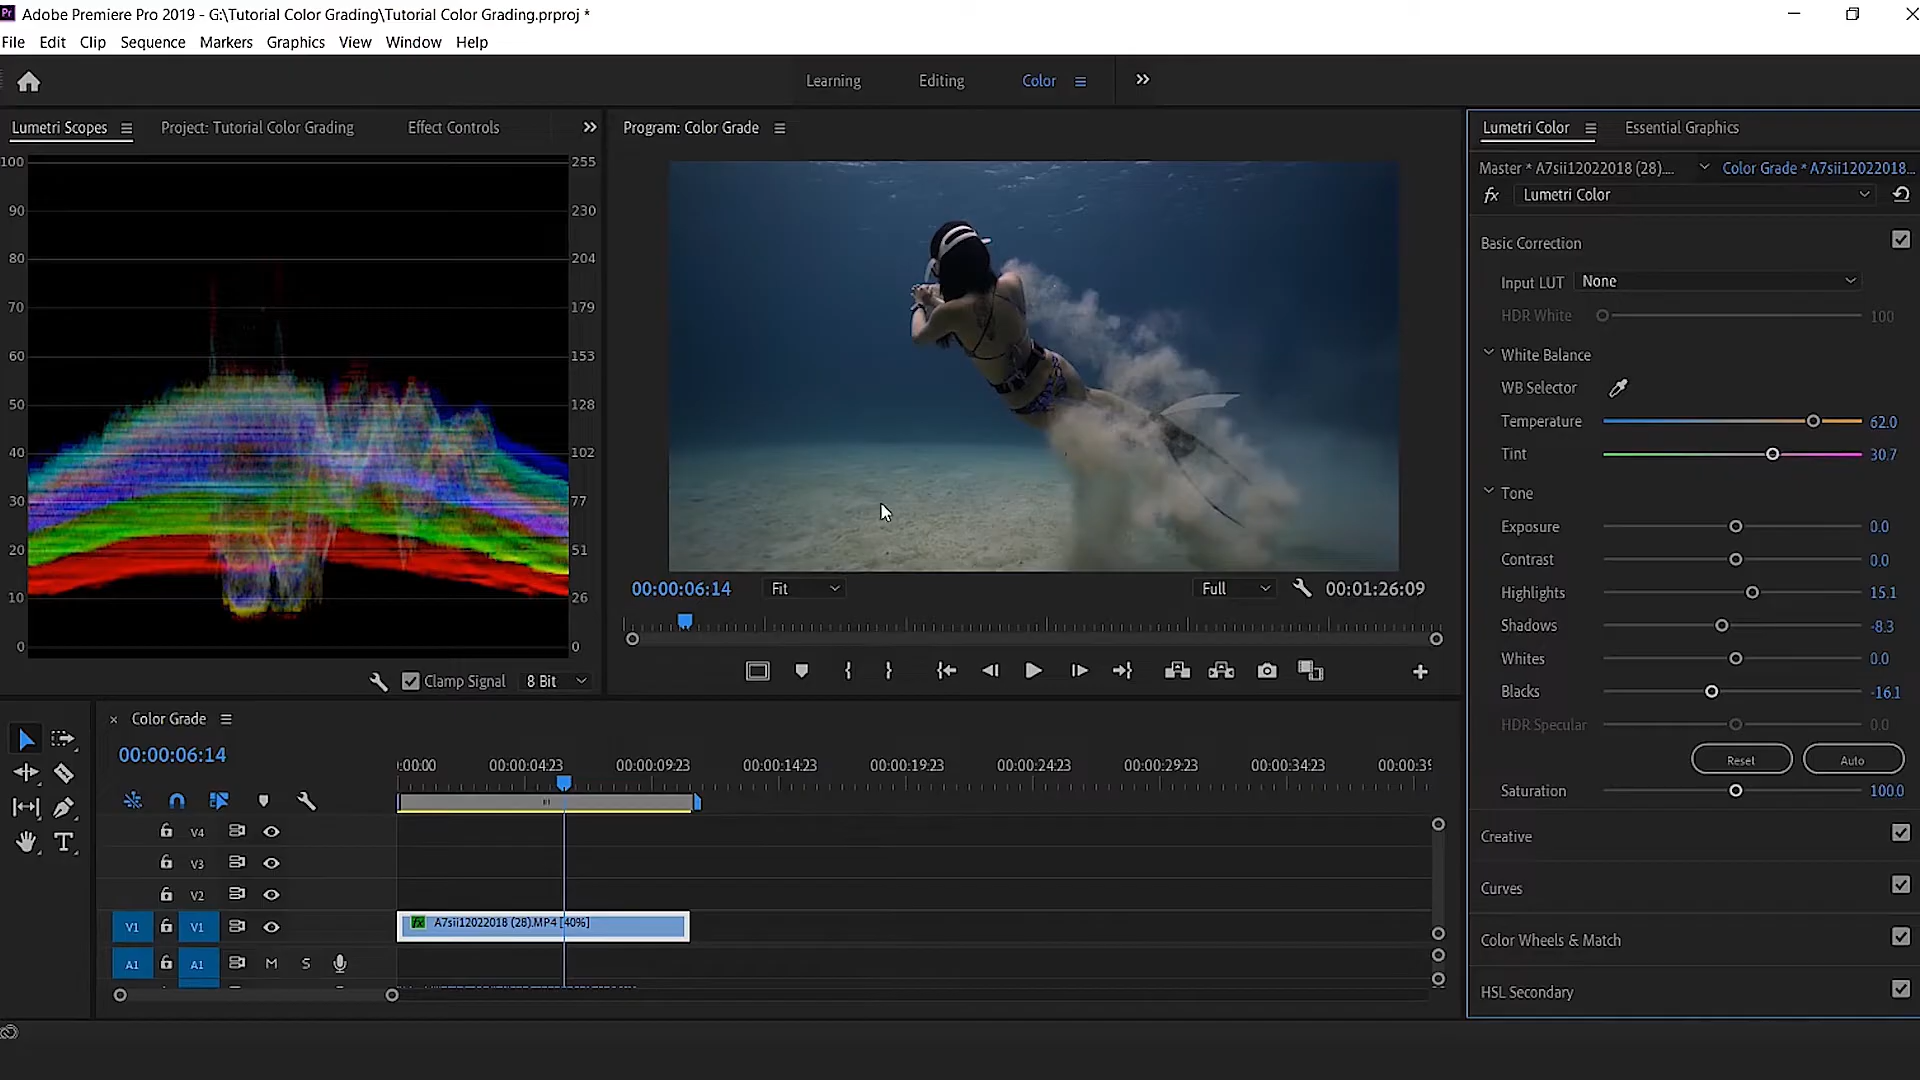 Pr Adobe Premiere Pro 2019 - G:\Tutorial Color Grading\Tutorial Color Grading.prproj *
File Edit Clip Sequence Markers Graphics View Window Help
Learning Editing Color
Lumetri Scopes Project: Tutorial Color Grading Effect Controls
Program: Color Grade
Lumetri Color Essential Graphics
Master * A7sii12022018 (28).... Color Grade * A7sii12022018...
fx Lumetri Color
Basic Correction
Input LUT None
HDR White 100
White Balance
WB Selector
Temperature 62.0
Tint 30.7
Tone
Exposure 0.0
Contrast 0.0
Highlights 15.1
Shadows -8.3
Whites 0.0
Blacks -16.1
HDR Specular 0.0
Reset Auto
Saturation 100.0
Creative
Curves
Color Wheels & Match
HSL Secondary
100 255
90 230
80 204
70 179
60 153
50 128
40 102
30 77
20 51
10 26
0 0
Clamp Signal 8 Bit
00:00:06:14 Fit Full 00:01:26:09
Color Grade
00:00:06:14
:00:00 00:00:04:23 00:00:09:23 00:00:14:23 00:00:19:23 00:00:24:23 00:00:29:23 00:00:34:23 00:00:39
V4
V3
V2
V1 V1 fx A7sii12022018 (28).MP4 [40%]
A1 A1 M S
T